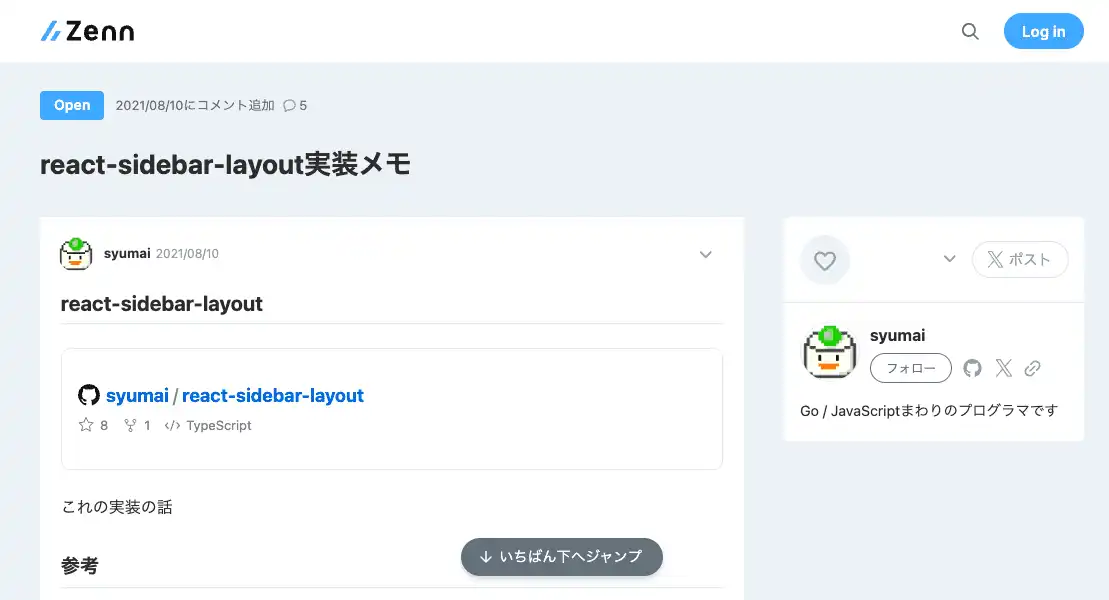 Zenn
Log in
Open 2021/08/10にコメント追加 5
react-sidebar-layout実装メモ
syumai 2021/08/10
react-sidebar-layout
syumai / react-sidebar-layout
8 1 TypeScript
これの実装の話
参考
いちばん下へジャンプ
ポスト
syumai
フォロー
Go / JavaScriptまわりのプログラマです